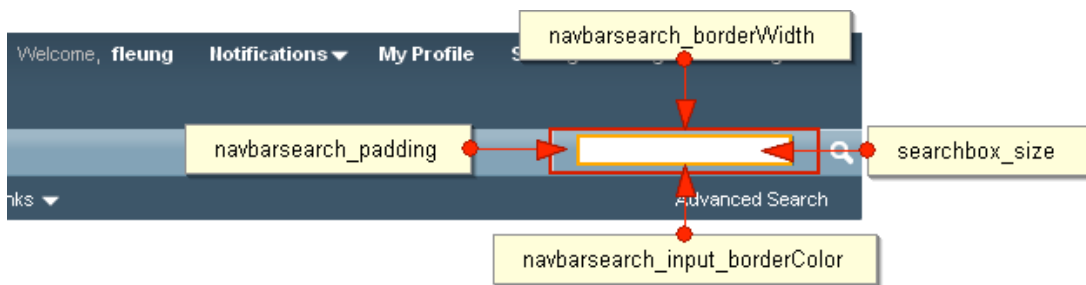 navbarsearch_borderWidth
Welcome, fleung Notifications My Profile
navbarsearch_padding
searchbox_size
Advanced Search
navbarsearch_input_borderColor